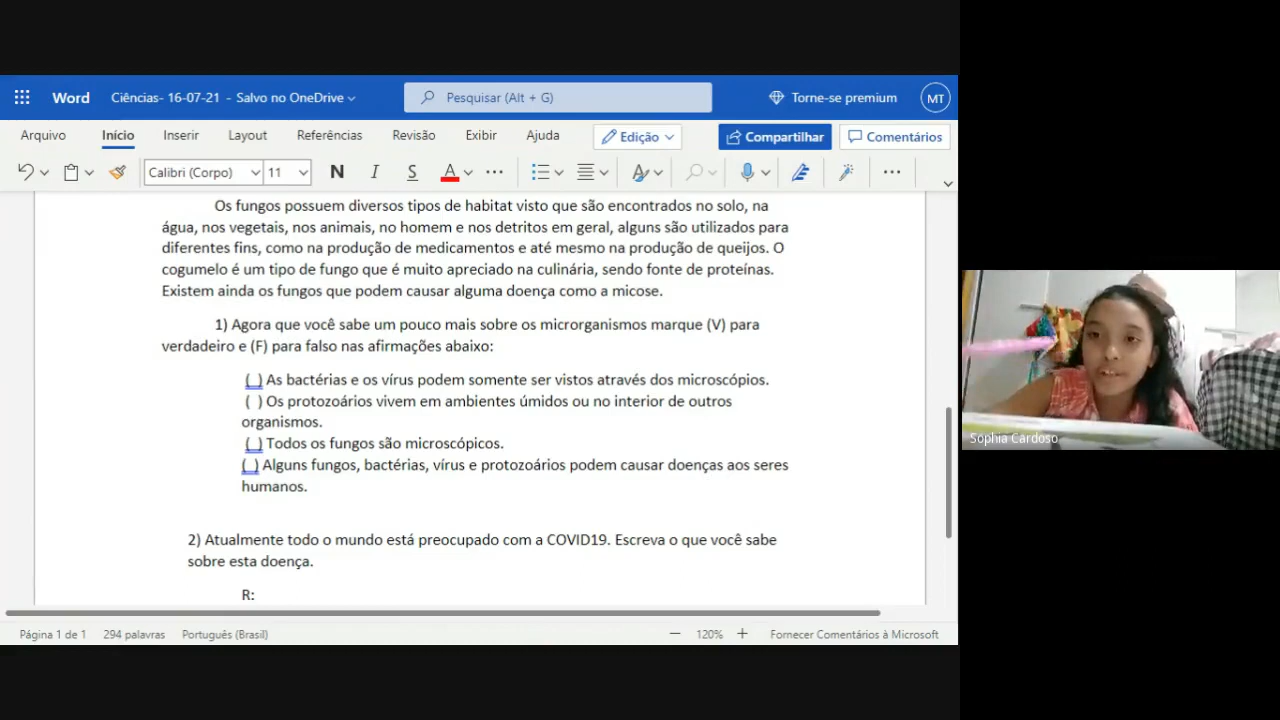 Word Ciências- 16-07-21 - Salvo no OneDrive Pesquisar (Alt + G) Torne-se premium MT
Arquivo Início Inserir Layout Referências Revisão Exibir Ajuda Edição Compartilhar Comentários
Calibri (Corpo) 11 N I S A
Os fungos possuem diversos tipos de habitat visto que são encontrados no solo, na
água, nos vegetais, nos animais, no homem e nos detritos em geral, alguns são utilizados para
diferentes fins, como na produção de medicamentos e até mesmo na produção de queijos. O
cogumelo é um tipo de fungo que é muito apreciado na culinária, sendo fonte de proteínas.
Existem ainda os fungos que podem causar alguma doença como a micose.
1) Agora que você sabe um pouco mais sobre os microrganismos marque (V) para
verdadeiro e (F) para falso nas afirmações abaixo:
( ) As bactérias e os vírus podem somente ser vistos através dos microscópios.
( ) Os protozoários vivem em ambientes úmidos ou no interior de outros
organismos.
( ) Todos os fungos são microscópicos.
( ) Alguns fungos, bactérias, vírus e protozoários podem causar doenças aos seres
humanos.
2) Atualmente todo o mundo está preocupado com a COVID19. Escreva o que você sabe
sobre esta doença.
R:
Página 1 de 1 294 palavras Português (Brasil) 120% Fornecer Comentários à Microsoft
Sophia Cardoso